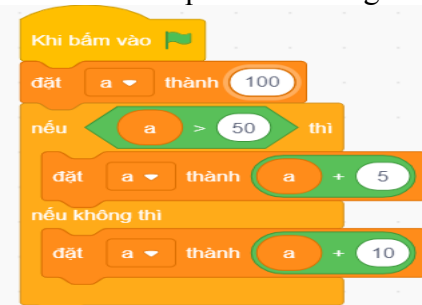 Khi bấm vào
đặt a thành 100
nếu a > 50 thì
đặt a thành a + 5
nếu không thì
đặt a thành a + 10